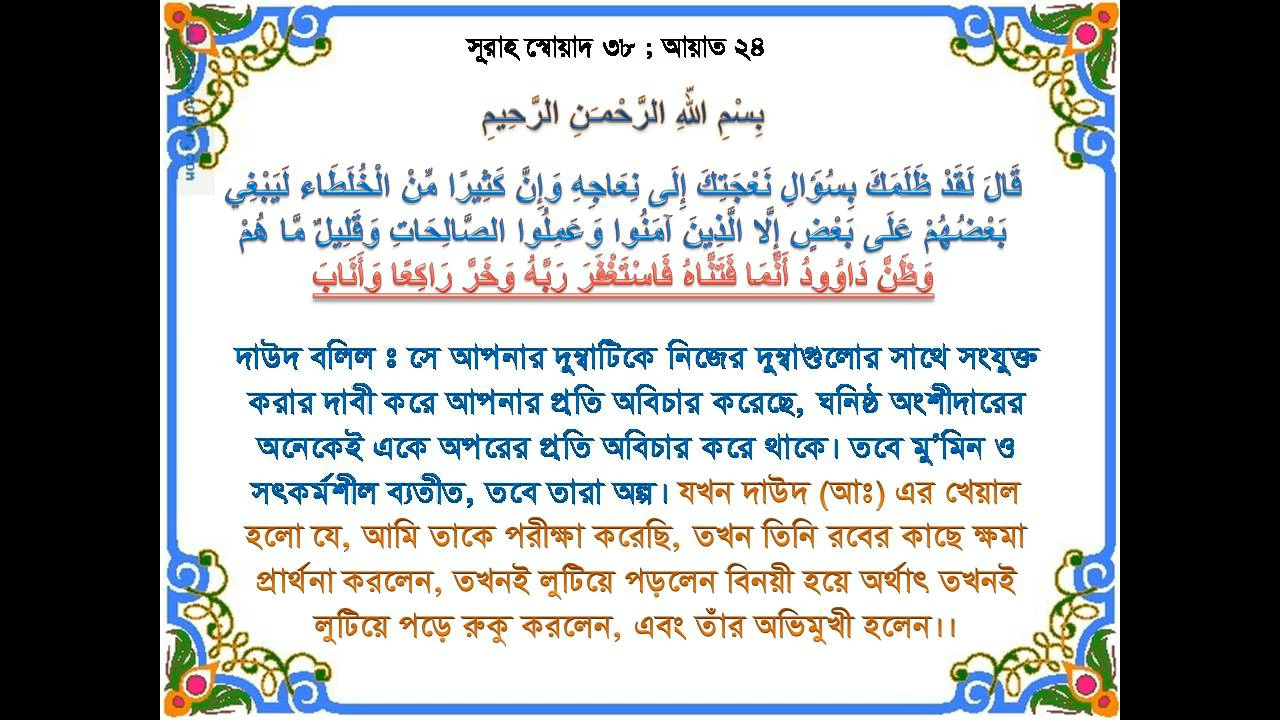 সূরাহ স্বোয়াদ ৩৮ ; আয়াত ২৪
بِسْمِ اللهِ الرَّحْمـَنِ الرَّحِيمِ
قَالَ لَقَدْ ظَلَمَكَ بِسُؤَالِ نَعْجَتِكَ إِلَى نِعَاجِهِ وَإِنَّ كَثِيرًا مِّنْ الْخُلَطَاء لَيَبْغِي
بَعْضُهُمْ عَلَى بَعْضٍ إِلَّا الَّذِينَ آمَنُوا وَعَمِلُوا الصَّالِحَاتِ وَقَلِيلٌ مَّا هُمْ
وَظَنَّ دَاوُودُ أَنَّمَا فَتَنَّاهُ فَاسْتَغْفَرَ رَبَّهُ وَخَرَّ رَاكِعًا وَأَنَابَ
দাউদ বলিল ঃ সে আপনার দুম্বাটিকে নিজের দুম্বাগুলোর সাথে সংযুক্ত
করার দাবী করে আপনার প্রতি অবিচার করেছে, ঘনিষ্ঠ অংশীদারের
অনেকেই একে অপরের প্রতি অবিচার করে থাকে। তবে মু’মিন ও
সৎকর্মশীল ব্যতীত, তবে তারা অল্প। যখন দাউদ (আঃ) এর খেয়াল
হলো যে, আমি তাকে পরীক্ষা করেছি, তখন তিনি রবের কাছে ক্ষমা
প্রার্থনা করলেন, তখনই লুটিয়ে পড়লেন বিনয়ী হয়ে অর্থাৎ তখনই
লুটিয়ে পড়ে রুকু করলেন, এবং তাঁর অভিমুখী হলেন।।